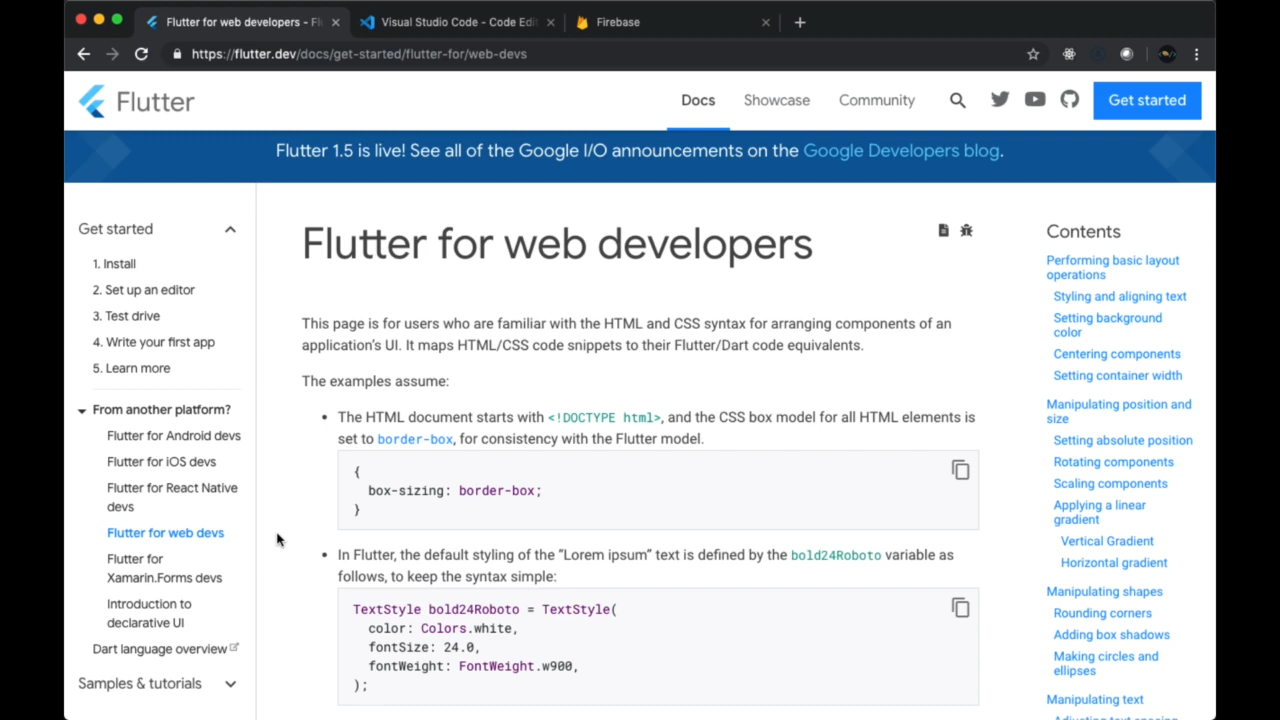 Flutter for web developers - Fl
Visual Studio Code - Code Edit
Firebase
https://flutter.dev/docs/get-started/flutter-for/web-devs
Flutter
Docs
Showcase
Community
Get started
Flutter 1.5 is live! See all of the Google I/O announcements on the Google Developers blog.
Get started
1. Install
2. Set up an editor
3. Test drive
4. Write your first app
5. Learn more
From another platform?
Flutter for Android devs
Flutter for iOS devs
Flutter for React Native
devs
Flutter for web devs
Flutter for
Xamarin.Forms devs
Introduction to
declarative UI
Dart language overview
Samples & tutorials
Flutter for web developers
This page is for users who are familiar with the HTML and CSS syntax for arranging components of an
application's UI. It maps HTML/CSS code snippets to their Flutter/Dart code equivalents.
The examples assume:
• The HTML document starts with <!DOCTYPE html>, and the CSS box model for all HTML elements is
set to border-box, for consistency with the Flutter model.
{
box-sizing: border-box;
}
• In Flutter, the default styling of the "Lorem ipsum" text is defined by the bold24Roboto variable as
follows, to keep the syntax simple:
TextStyle bold24Roboto = TextStyle(
color: Colors.white,
fontSize: 24.0,
fontWeight: FontWeight.w900,
);
Contents
Performing basic layout
operations
Styling and aligning text
Setting background
color
Centering components
Setting container width
Manipulating position and
size
Setting absolute position
Rotating components
Scaling components
Applying a linear
gradient
Vertical Gradient
Horizontal gradient
Manipulating shapes
Rounding corners
Adding box shadows
Making circles and
ellipses
Manipulating text